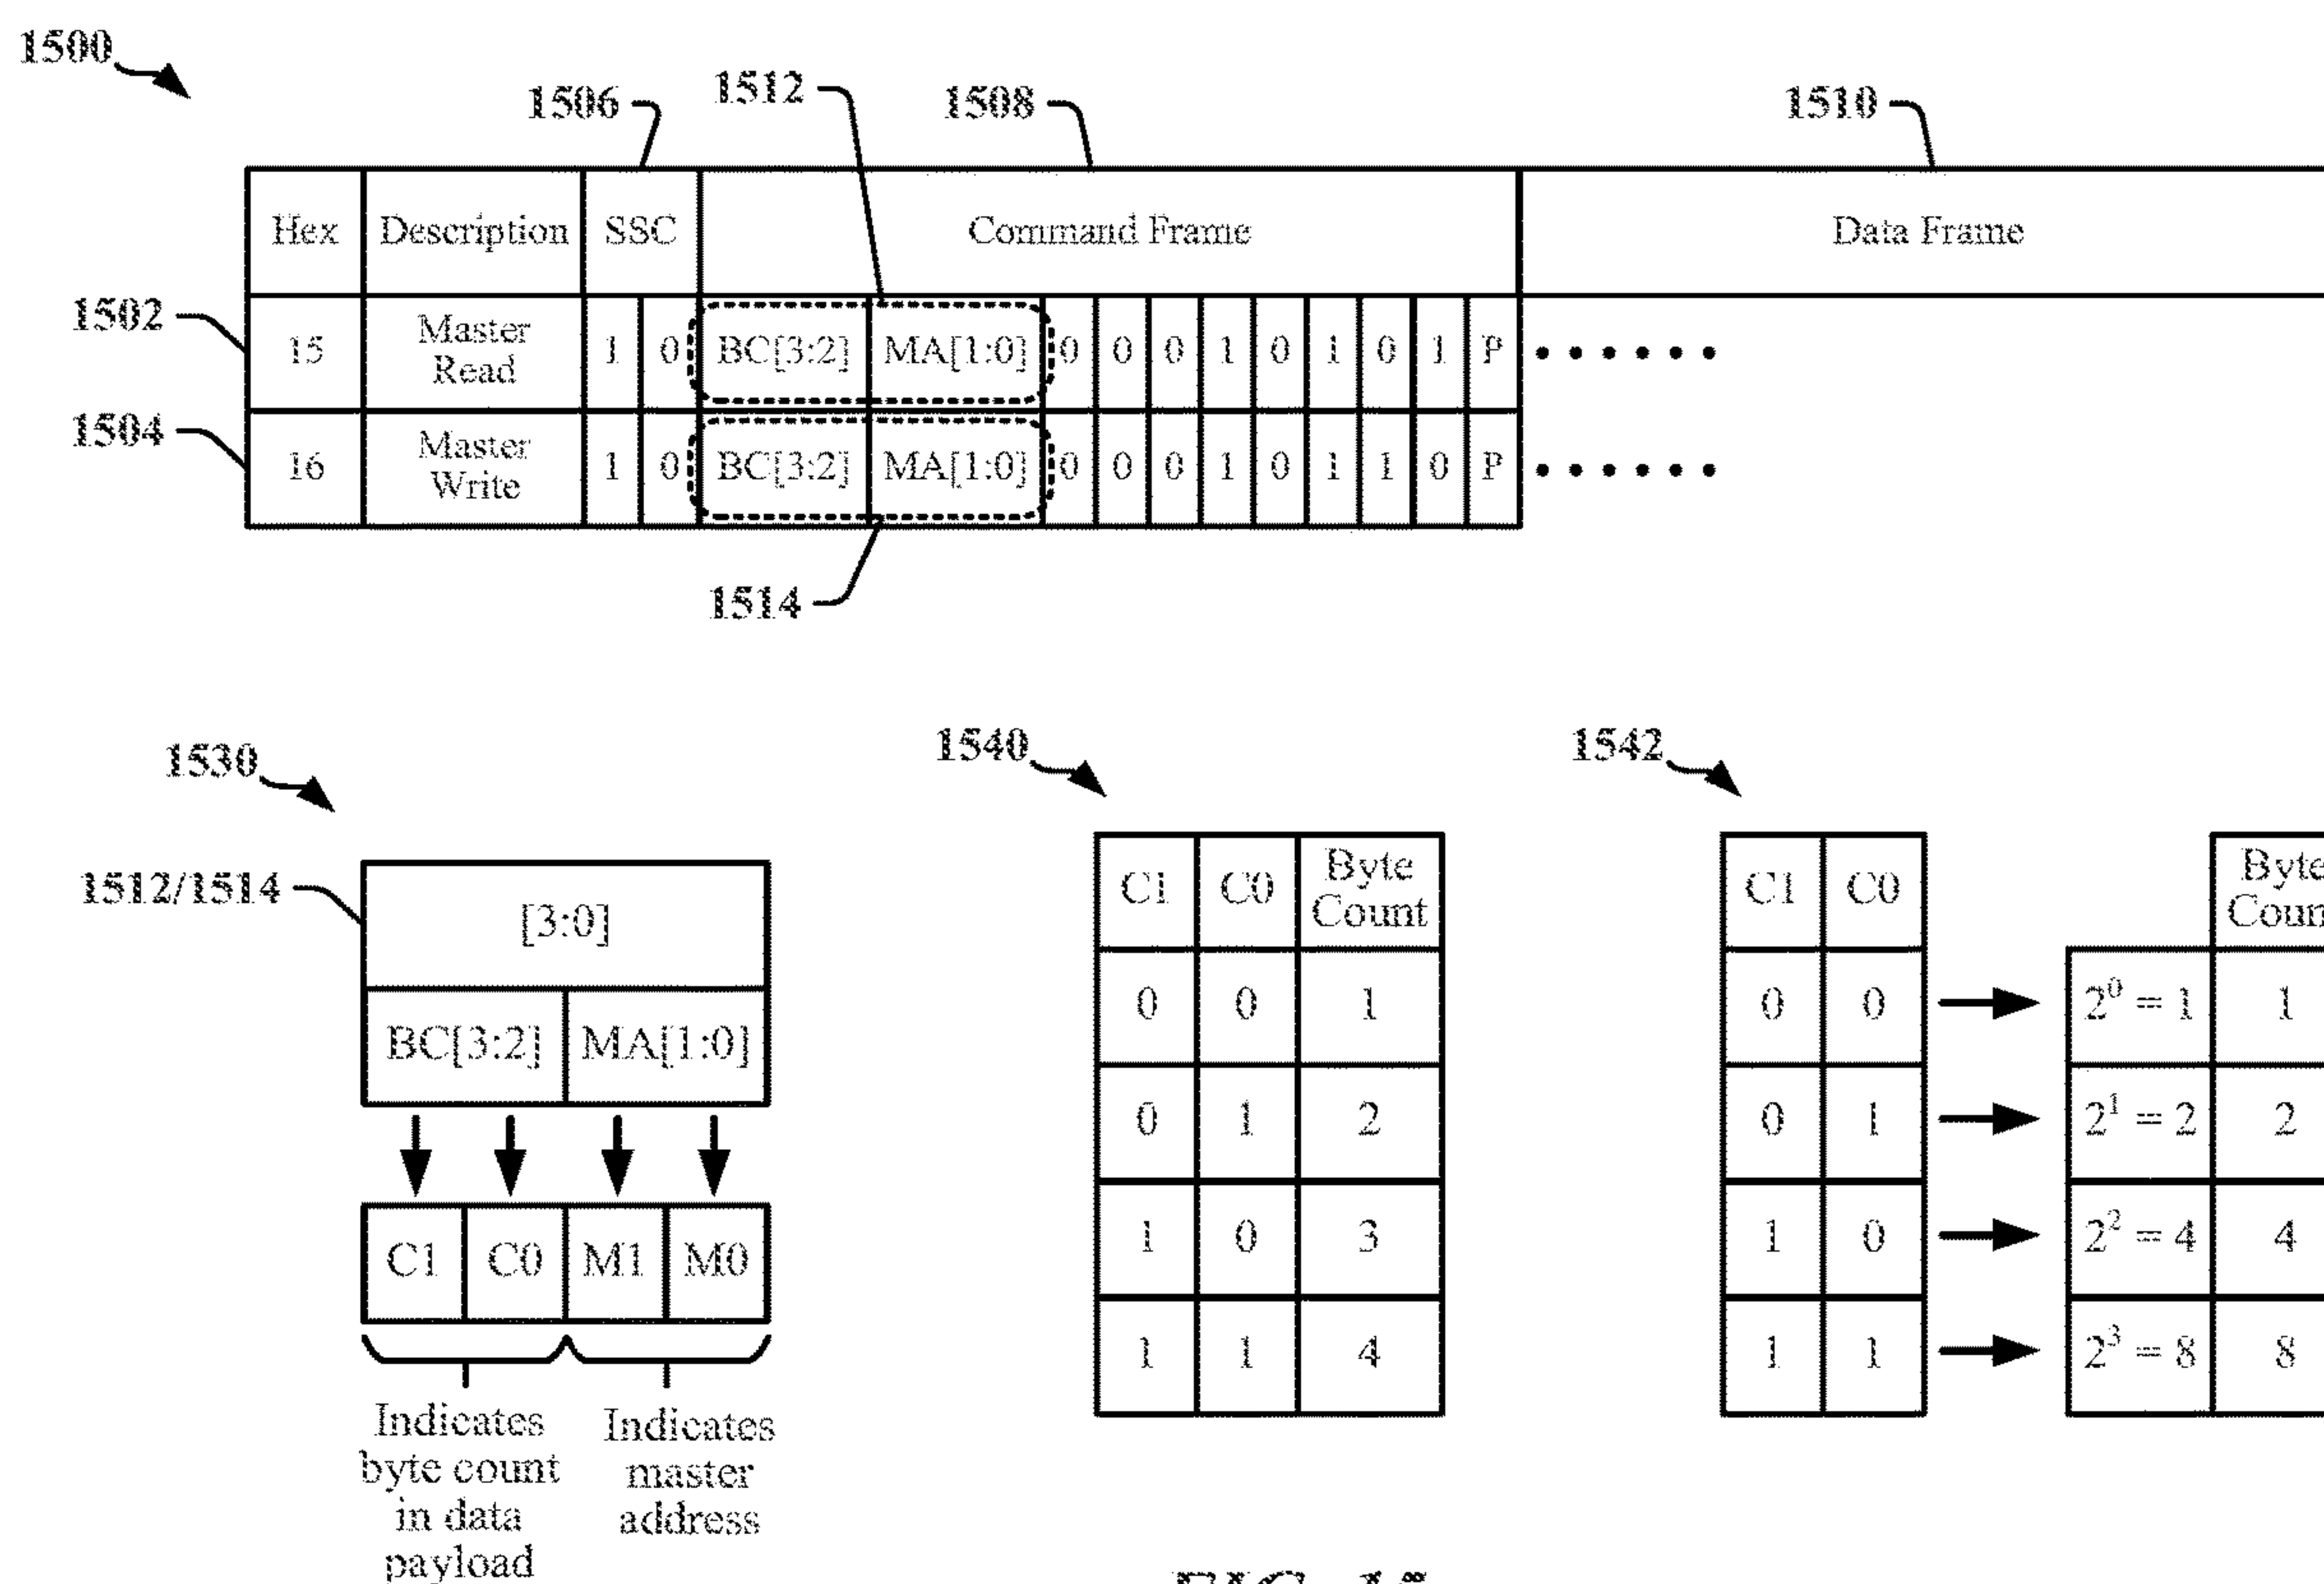 1500
1506 1512 1508 1510
Hex Description SSC Command Frame Data Frame
1502
15 Master Read 1 0 BC[3:2] MA[1:0] 0 0 0 1 0 1 0 1 P ......
1504
16 Master Write 1 0 BC[3:2] MA[1:0] 0 0 0 1 0 1 1 0 P ......
1514
1530
1512/1514
[3:0]
BC[3:2] MA[1:0]
C1 C0 M1 M0
Indicates
byte count
in data
payload
Indicates
master
address
1540
C1 C0 Byte Count
0 0 1
0 1 2
1 0 3
1 1 4
1542
C1 C0 Byte
0 0 2⁰ = 1 1
0 1 2¹ = 2 2
1 0 2² = 4 4
1 1 2³ = 8 8